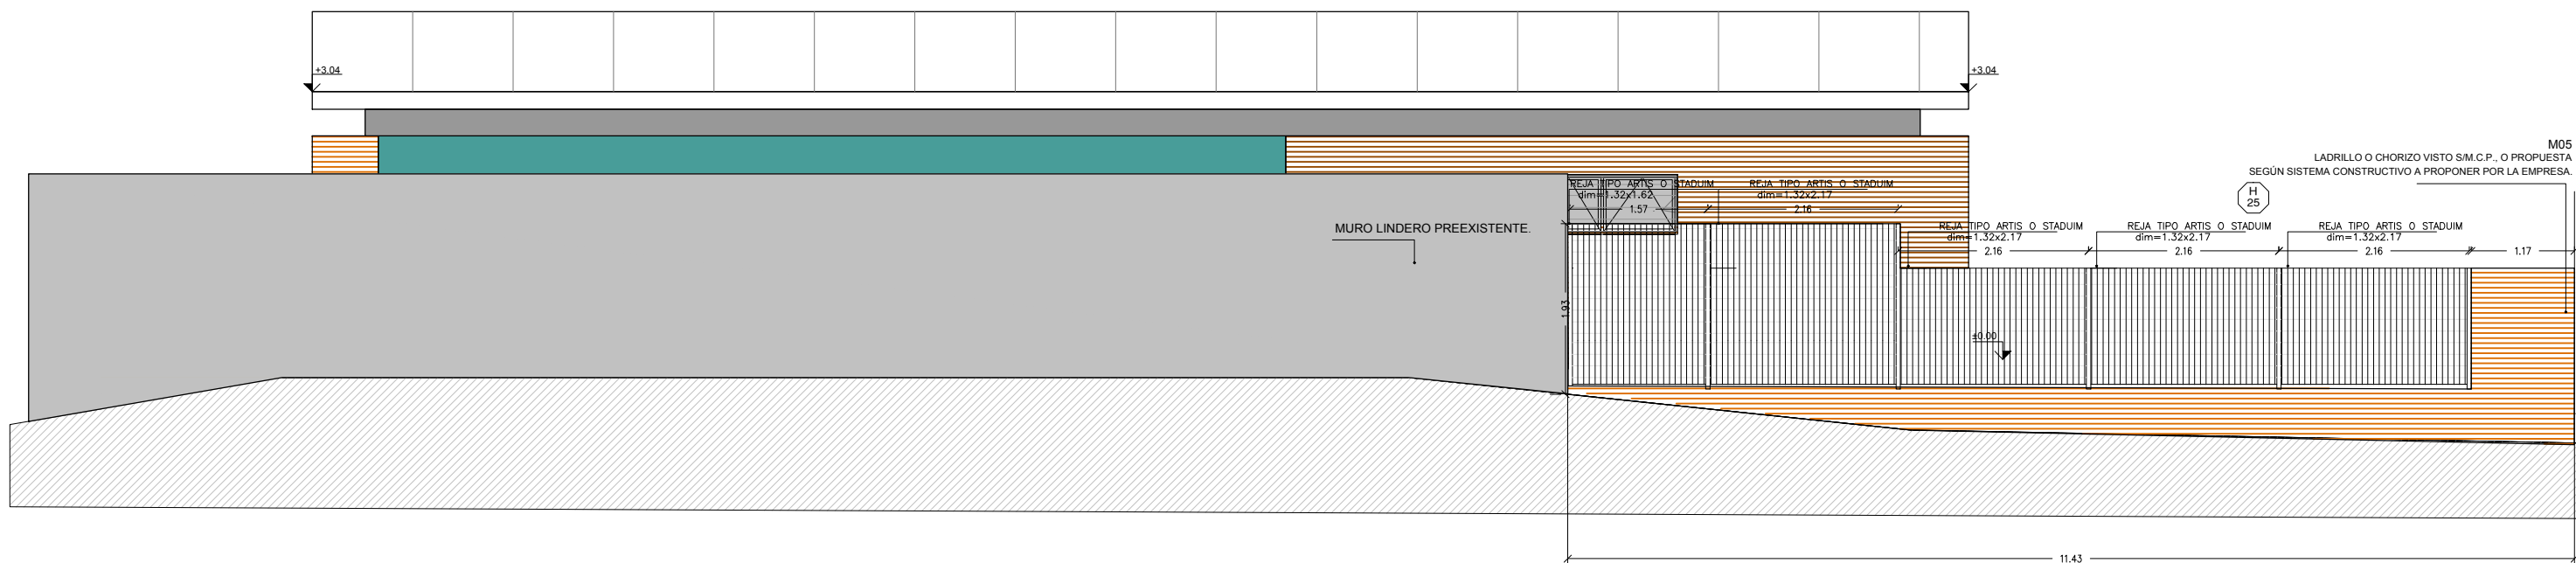 +3.04
+3.04
M05
LADRILLO O CHORIZO VISTO S/M.C.P., O PROPUESTA
SEGÚN SISTEMA CONSTRUCTIVO A PROPONER POR LA EMPRESA.
H
25
REJA TIPO ARTIS O STADUIM
dim=1.32x1.62
1.57
REJA TIPO ARTIS O STADUIM
dim=1.32x2.17
2.16
MURO LINDERO PREEXISTENTE.
REJA TIPO ARTIS O STADUIM
dim=1.32x2.17
2.16
REJA TIPO ARTIS O STADUIM
dim=1.32x2.17
2.16
REJA TIPO ARTIS O STADUIM
dim=1.32x2.17
2.16
1.17
1.93
±0.00
11.43